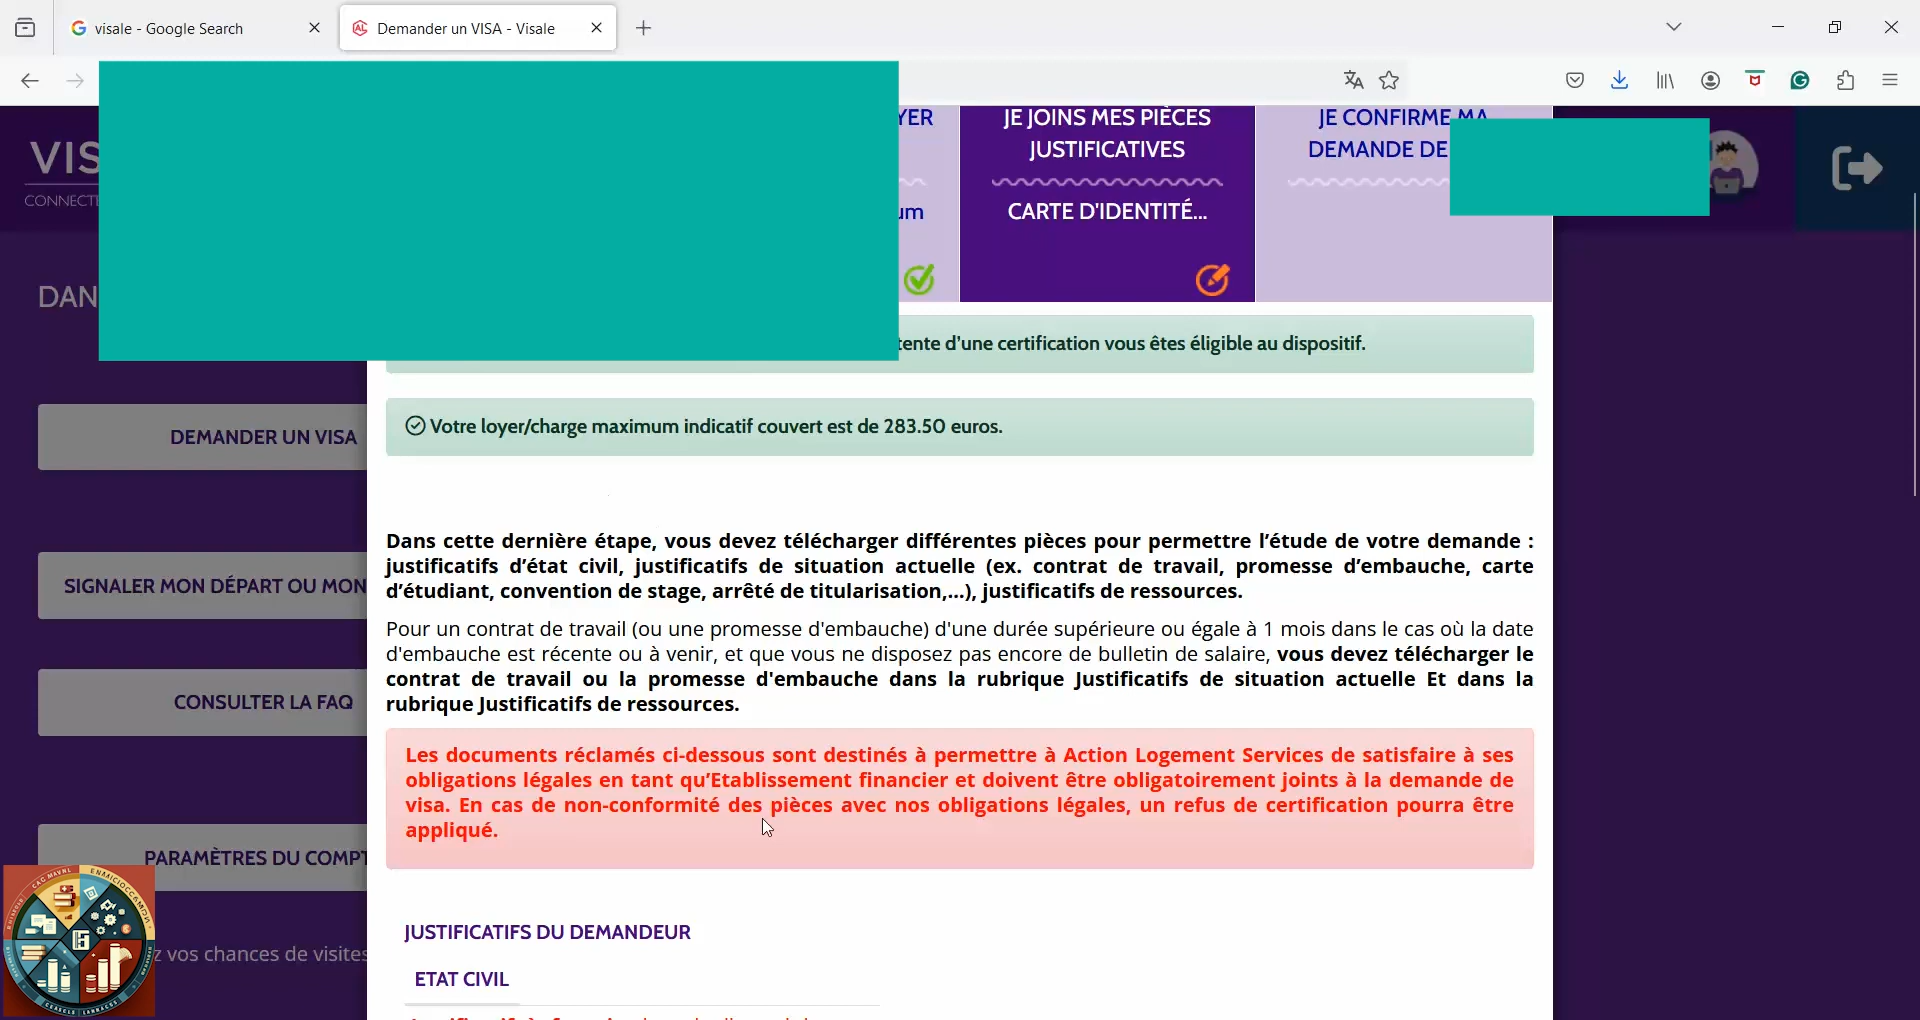 visale - Google Search
Demander un VISA - Visale
VIS
CONNECTE
YER
um
JE JOINS MES PIÈCES
JUSTIFICATIVES
CARTE D'IDENTITÉ...
JE CONFIRME MA
DEMANDE DE
DAN
tente d’une certification vous êtes éligible au dispositif.
Votre loyer/charge maximum indicatif couvert est de 283.50 euros.
DEMANDER UN VISA
SIGNALER MON DÉPART OU MON
CONSULTER LA FAQ
PARAMÈTRES DU COMPT
z vos chances de visites
Dans cette dernière étape, vous devez télécharger différentes pièces pour permettre l’étude de votre demande :
justificatifs d’état civil, justificatifs de situation actuelle (ex. contrat de travail, promesse d’embauche, carte
d’étudiant, convention de stage, arrêté de titularisation,...), justificatifs de ressources.
Pour un contrat de travail (ou une promesse d'embauche) d'une durée supérieure ou égale à 1 mois dans le cas où la date
d'embauche est récente ou à venir, et que vous ne disposez pas encore de bulletin de salaire, vous devez télécharger le
contrat de travail ou la promesse d'embauche dans la rubrique Justificatifs de situation actuelle Et dans la
rubrique Justificatifs de ressources.
Les documents réclamés ci-dessous sont destinés à permettre à Action Logement Services de satisfaire à ses
obligations légales en tant qu’Etablissement financier et doivent être obligatoirement joints à la demande de
visa. En cas de non-conformité des pièces avec nos obligations légales, un refus de certification pourra être
appliqué.
JUSTIFICATIFS DU DEMANDEUR
ETAT CIVIL